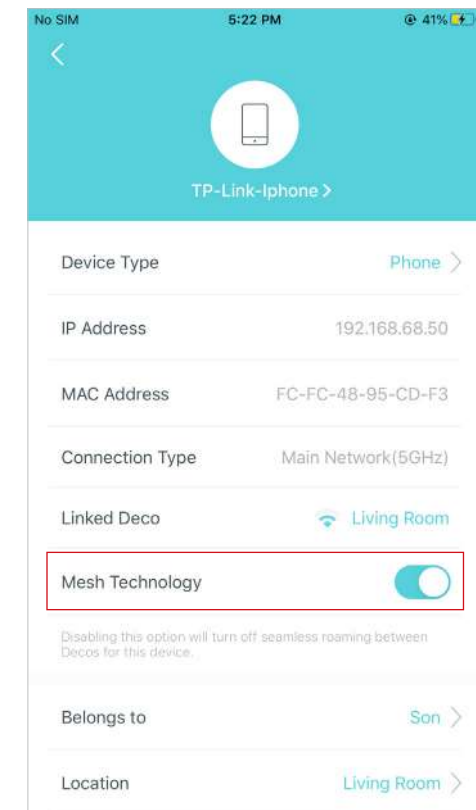 No SIM 5:22 PM 41%
TP-Link-Iphone >
Device Type Phone >
IP Address 192.168.68.50
MAC Address FC-FC-48-95-CD-F3
Connection Type Main Network(5GHz)
Linked Deco Living Room
Mesh Technology
Disabling this option will turn off seamless roaming between
Decos for this device.
Belongs to Son >
Location Living Room >